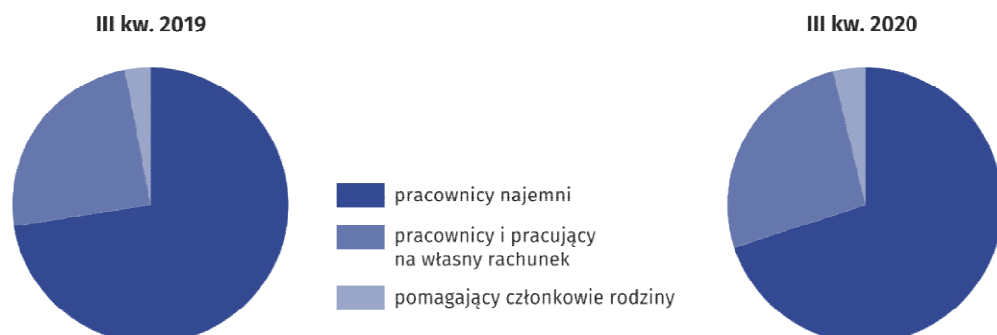 III kw. 2019
III kw. 2020
pracownicy najemni
pracownicy i pracujący
na własny rachunek
pomagający członkowie rodziny